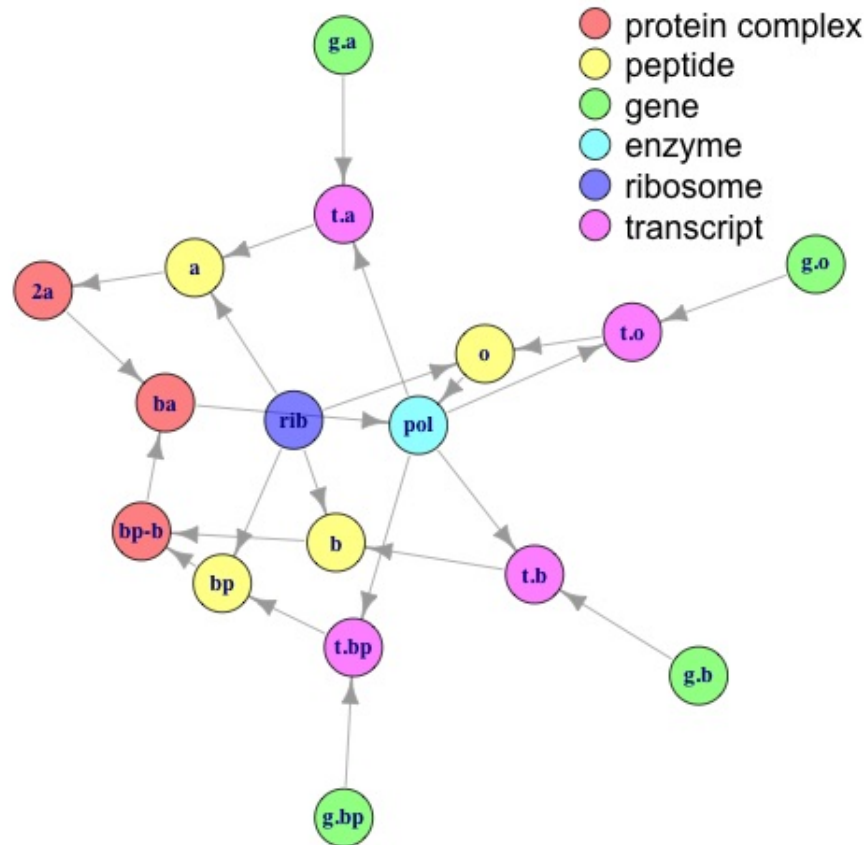 g.a
protein complex
peptide
gene
enzyme
ribosome
transcript
t.a
g.o
a
2a
t.o
o
ba
rib
pol
bp-b
b
bp
t.b
t.bp
g.b
g.bp